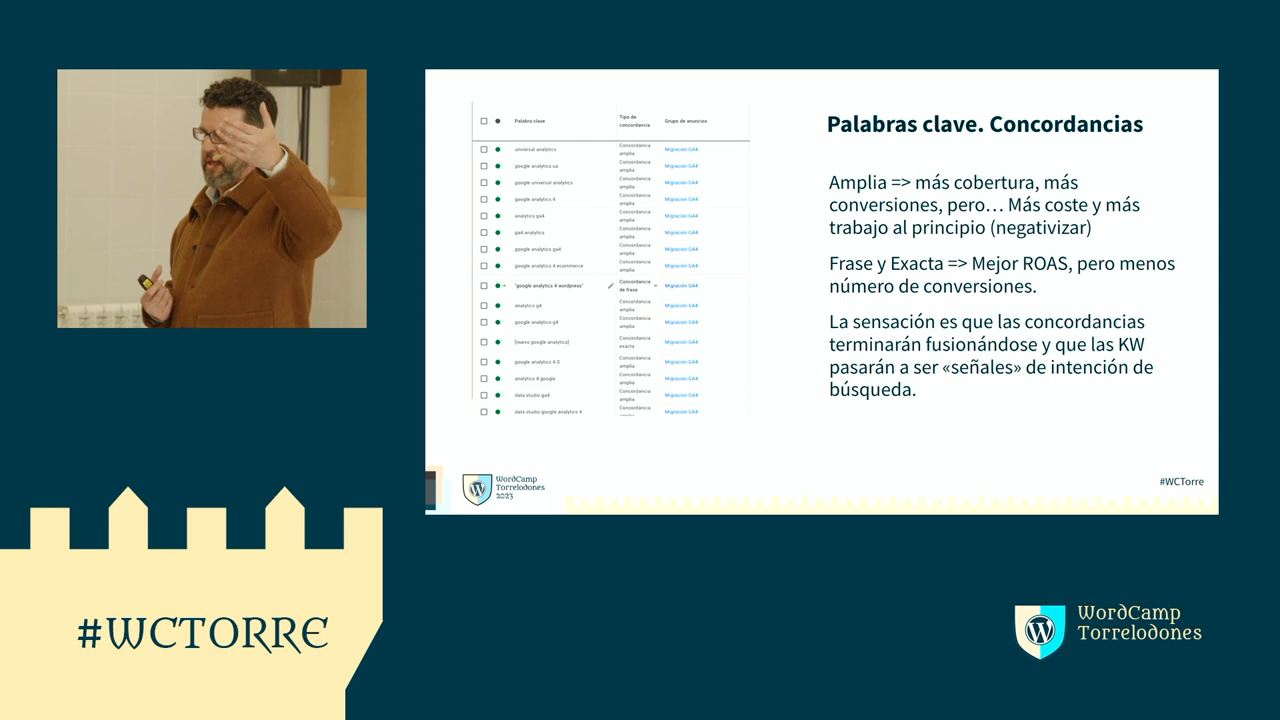 Palabra clave
Tipo de concordancia
Grupo de anuncios
universal analytics
Concordancia amplia
Migración GA4
google analytics ua
Concordancia amplia
Migración GA4
google universal analytics
Concordancia amplia
Migración GA4
google analytics 4
Concordancia amplia
Migración GA4
analytics ga4
Concordancia amplia
Migración GA4
ga4 analytics
Concordancia amplia
Migración GA4
google analytics ga4
Concordancia amplia
Migración GA4
google analytics 4 ecommerce
Concordancia amplia
Migración GA4
"google analytics 4 wordpress"
Concordancia de frase
Migración GA4
analytics g4
Concordancia amplia
Migración GA4
google analytics g4
Concordancia amplia
Migración GA4
[nuevo google analytics]
Concordancia exacta
Migración GA4
google analytics 4.0
Concordancia amplia
Migración GA4
analytics 4 google
Concordancia amplia
Migración GA4
data studio ga4
Concordancia amplia
Migración GA4
data studio google analytics 4
Concordancia
Migración GA4
Palabras clave. Concordancias
Amplia => más cobertura, más
conversiones, pero... Más coste y mas
trabajo al principio (negativizar)
Frase y Exacta => Mejor ROAS, pero menos
número de conversiones.
La sensación es que las concordancias
terminarán fusionándose y que las KW
pasarán a ser «señales» de intención de
búsqueda.
WordCamp
Torrelodones
2023
#WCTorre
#WCTORRE
WordCamp
Torrelodones